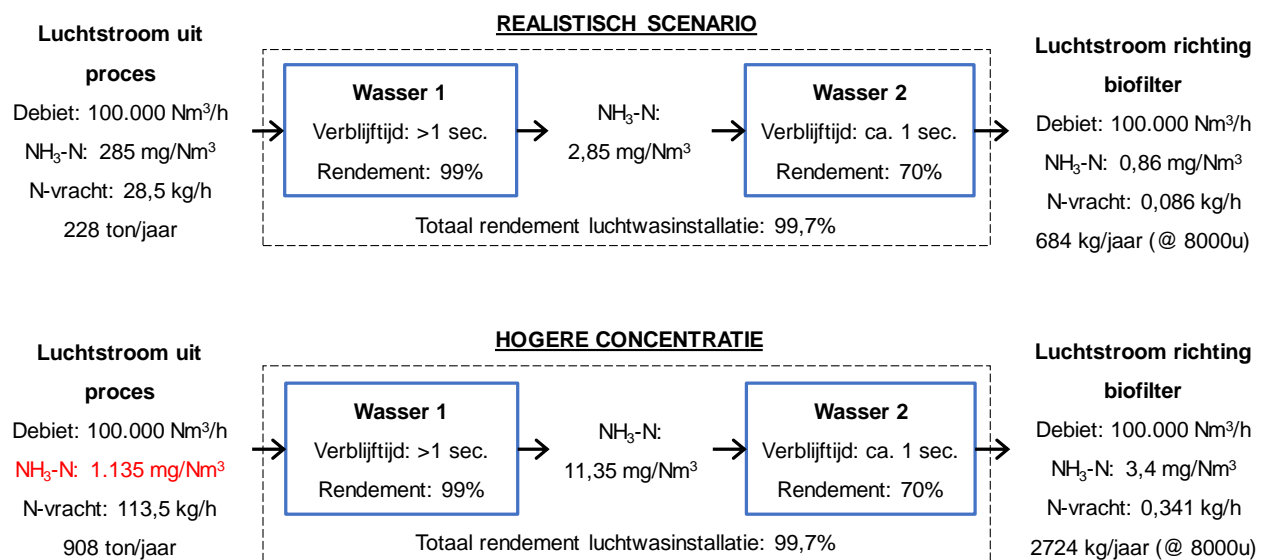 REALISTISCH SCENARIO
Luchtstroom uit
proces
Debiet: 100.000 Nm³/h
NH₃-N: 285 mg/Nm³
N-vracht: 28,5 kg/h
228 ton/jaar
Wasser 1
Verblijftijd: >1 sec.
Rendement: 99%
NH₃-N:
2,85 mg/Nm³
Wasser 2
Verblijftijd: ca. 1 sec.
Rendement: 70%
Totaal rendement luchtwasinstallatie: 99,7%
Luchtstroom richting
biofilter
Debiet: 100.000 Nm³/h
NH₃-N: 0,86 mg/Nm³
N-vracht: 0,086 kg/h
684 kg/jaar (@ 8000u)
HOGERE CONCENTRATIE
Luchtstroom uit
proces
Debiet: 100.000 Nm³/h
NH₃-N: 1.135 mg/Nm³
N-vracht: 113,5 kg/h
908 ton/jaar
Wasser 1
Verblijftijd: >1 sec.
Rendement: 99%
NH₃-N:
11,35 mg/Nm³
Wasser 2
Verblijftijd: ca. 1 sec.
Rendement: 70%
Totaal rendement luchtwasinstallatie: 99,7%
Luchtstroom richting
biofilter
Debiet: 100.000 Nm³/h
NH₃-N: 3,4 mg/Nm³
N-vracht: 0,341 kg/h
2724 kg/jaar (@ 8000u)